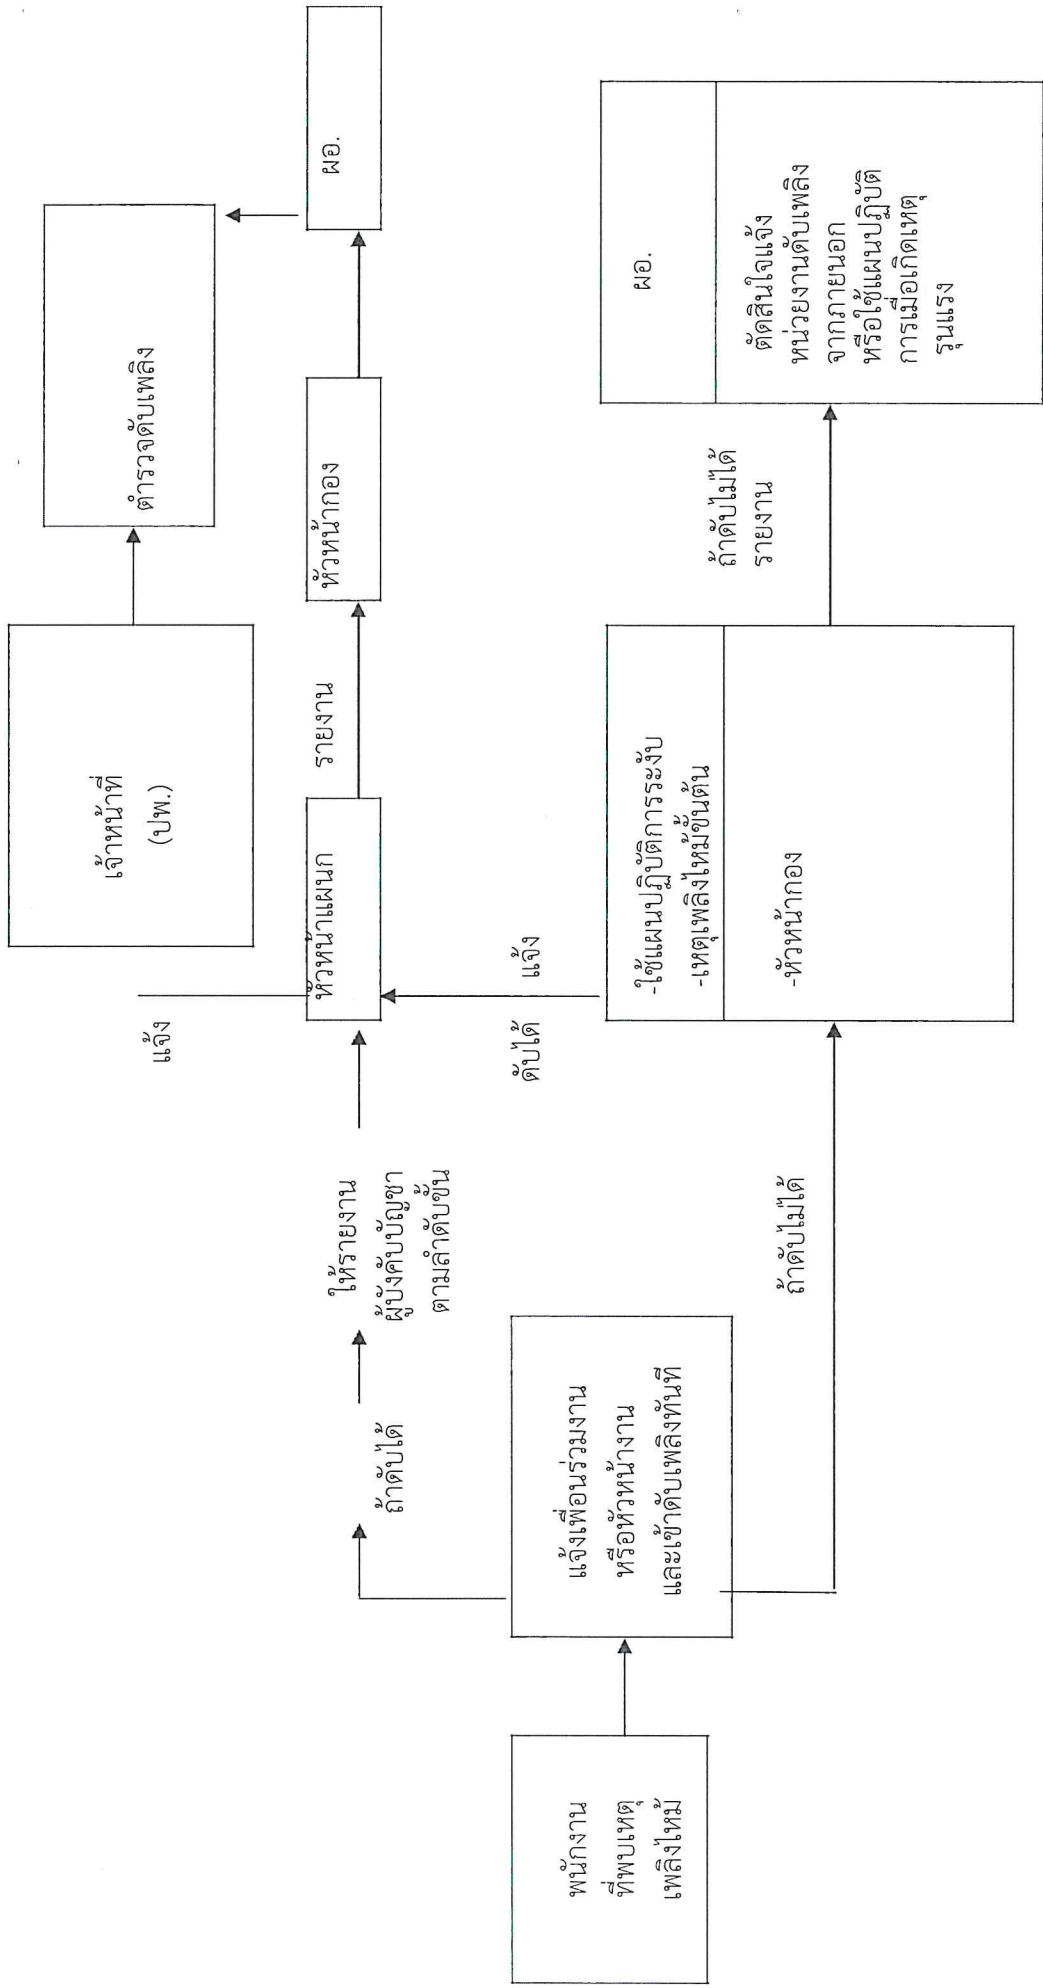 พนักงาน
ที่พบเหตุ
เพลิงไหม้
แจ้งเพื่อนร่วมงาน
หรือหัวหน้างาน
และเข้าดับเพลิงทันที
ถ้าดับได้
ให้รายงาน
ผู้บังคับบัญชา
ตามลำดับขั้น
แจ้ง
หัวหน้าแผนก
รายงาน
หัวหน้ากอง
ผอ.
เจ้าหน้าที่
(ปพ.)
ตำรวจดับเพลิง
ถ้าดับไม่ได้
ดับได้
แจ้ง
-ใช้แผนปฏิบัติการระงับ
-เหตุเพลิงไหม้ขั้นต้น
-หัวหน้ากอง
ถ้าดับไม่ได้
รายงาน
ผอ.
ตัดสินใจแจ้ง
หน่วยงานดับเพลิง
จากภายนอก
หรือใช้แผนปฏิบัติ
การเมื่อเกิดเหตุ
รุนแรง